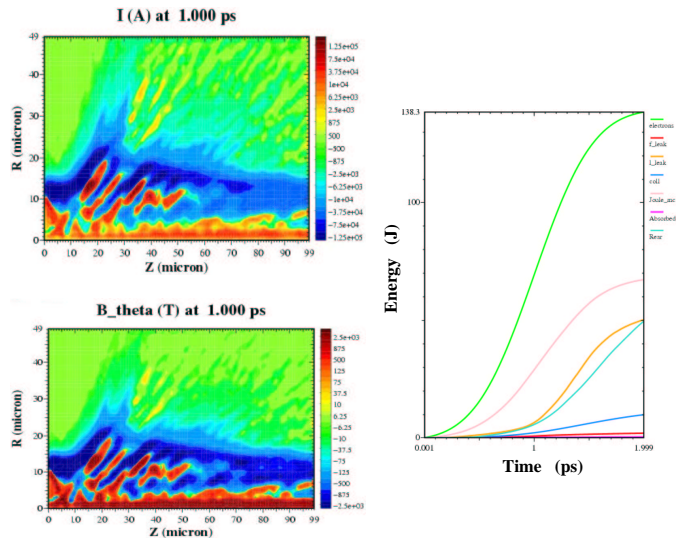 I (A) at 1.000 ps
49
40
30
20
10
0
R (micron)
0 10 20 30 40 50 60 70 80 90 99
Z (micron)
1.25e+05
7.5e+04
3.75e+04
1.25e+04
6.25e+03
2.5e+03
500
-500
-2.5e+03
-6.25e+03
-1.25e+04
-3.75e+04
-7.5e+04
-1.25e+05
B_theta (T) at 1.000 ps
49
40
30
20
10
0
R (micron)
0 10 20 30 40 50 60 70 80 90 99
Z (micron)
2.5e+03
875
500
125
75
37.5
10
6.25
-10
-37.5
-75
-125
-500
-875
-2.5e+03
138.3
100
0
Energy (J)
0.001 1 1.999
Time (ps)
electrons
f_leak
l_leak
coll
Joule_mc
Absorbed
Rear